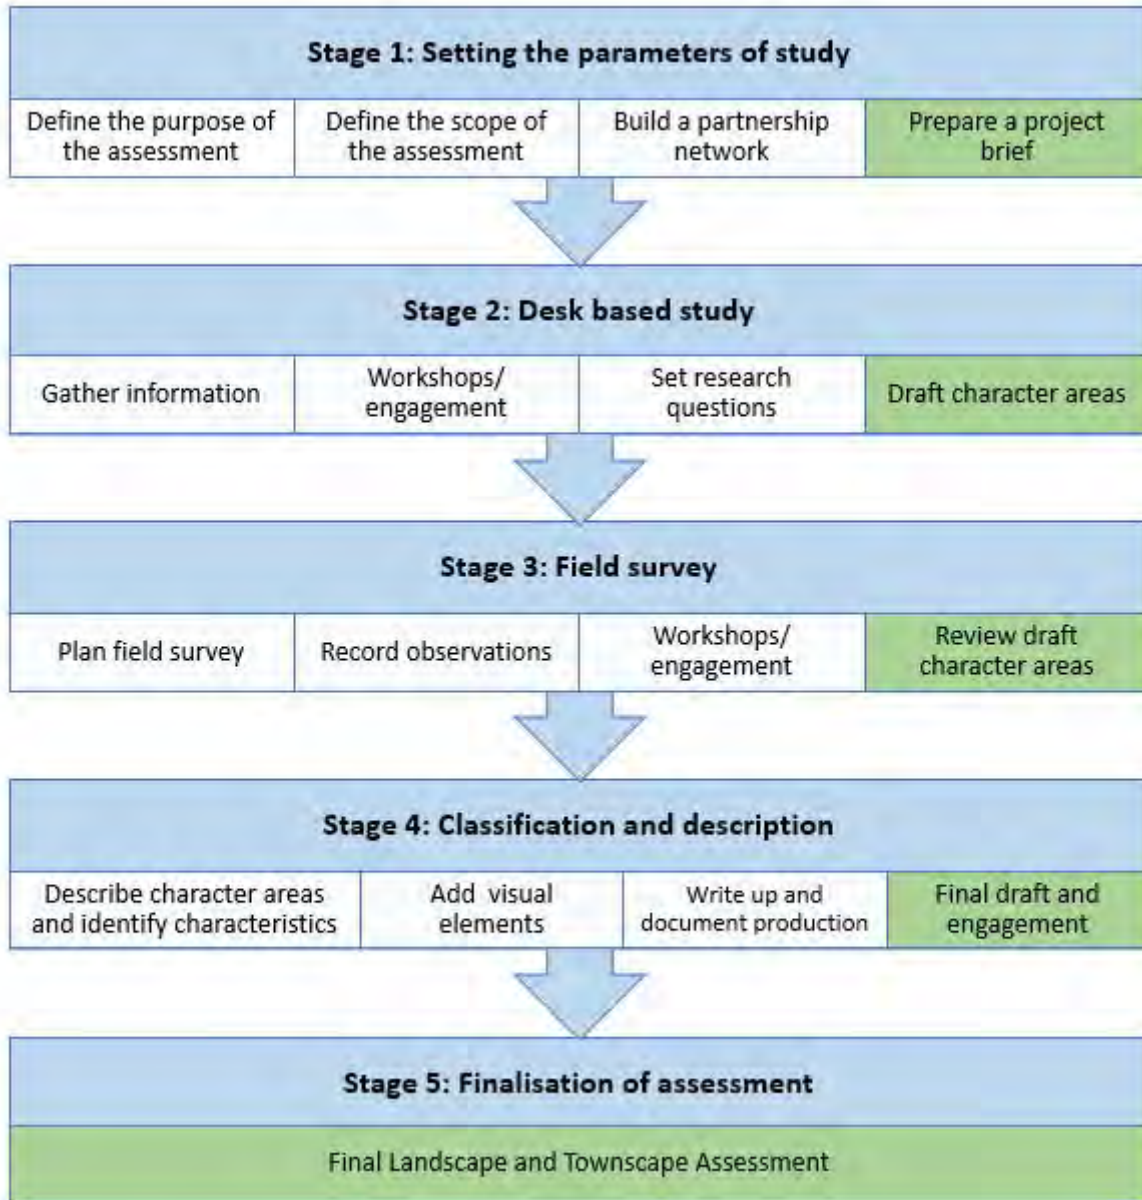 Stage 1: Setting the parameters of study
Define the purpose of
the assessment
Define the scope of
the assessment
Build a partnership
network
Prepare a project
brief
Stage 2: Desk based study
Gather information
Workshops/
engagement
Set research
questions
Draft character areas
Stage 3: Field survey
Plan field survey
Record observations
Workshops/
engagement
Review draft
character areas
Stage 4: Classification and description
Describe character areas
and identify characteristics
Add visual
elements
Write up and
document production
Final draft and
engagement
Stage 5: Finalisation of assessment
Final Landscape and Townscape Assessment